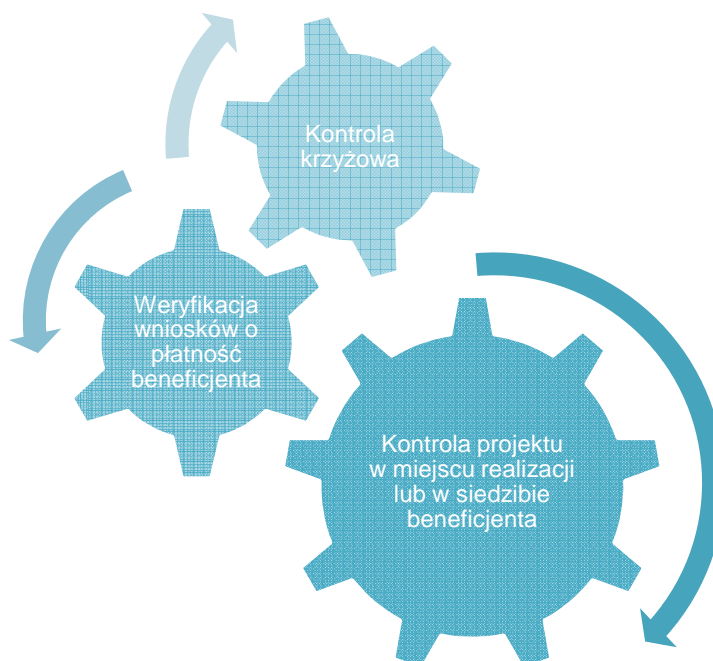 Kontrola
krzyżowa
Weryfikacja
wniosków o
płatność
beneficjenta
Kontrola projektu
w miejscu realizacji
lub w siedzibie
beneficjenta